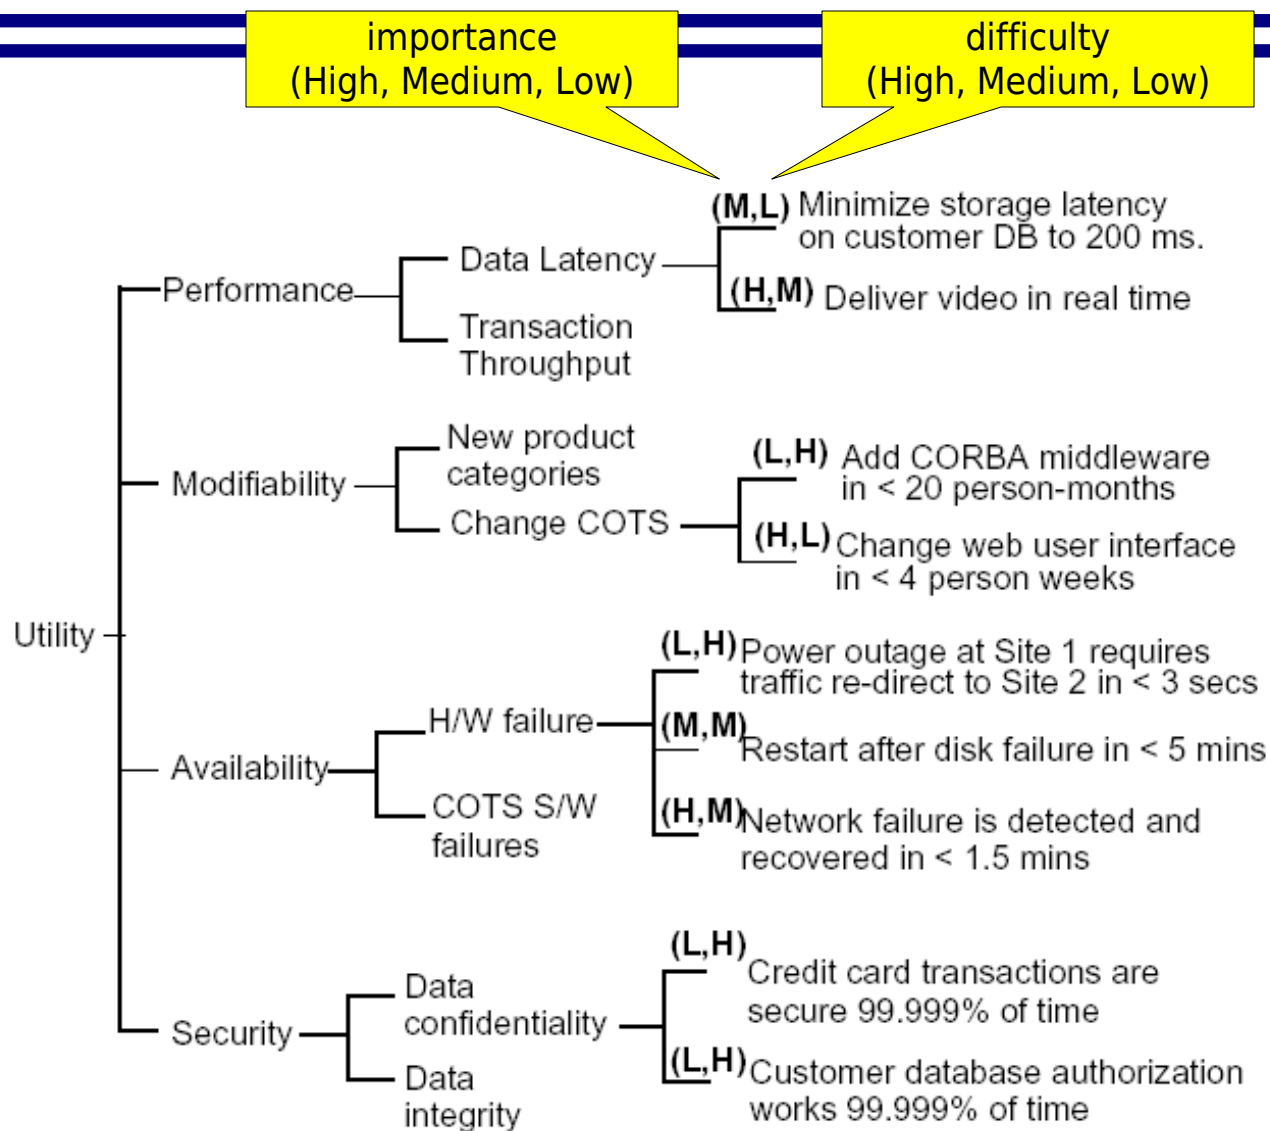 importance
(High, Medium, Low)
difficulty
(High, Medium, Low)
(M,L) Minimize storage latency
on customer DB to 200 ms.
Data Latency
Performance
(H,M) Deliver video in real time
Transaction
Throughput
New product
categories
(L,H) Add CORBA middleware
in < 20 person-months
Modifiability
Change COTS
(H,L) Change web user interface
in < 4 person weeks
Utility
(L,H) Power outage at Site 1 requires
traffic re-direct to Site 2 in < 3 secs
H/W failure
(M,M) Restart after disk failure in < 5 mins
Availability
COTS S/W
failures
(H,M) Network failure is detected and
recovered in < 1.5 mins
(L,H) Credit card transactions are
secure 99.999% of time
Data
confidentiality
Security
(L,H) Customer database authorization
works 99.999% of time
Data
integrity